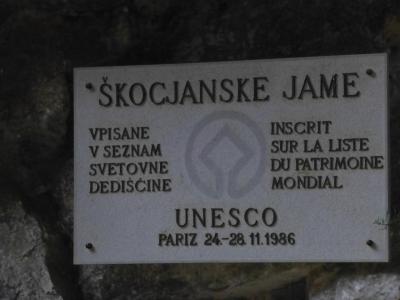 ŠKOCJANSKE JAME
VPISANE
V SEZNAM
SVETOVNE
DEDIŠČINE
INSCRIT
SUR LA LISTE
DU PATRIMOINE
MONDIAL
UNESCO
PARIZ 24.-28.11.1986